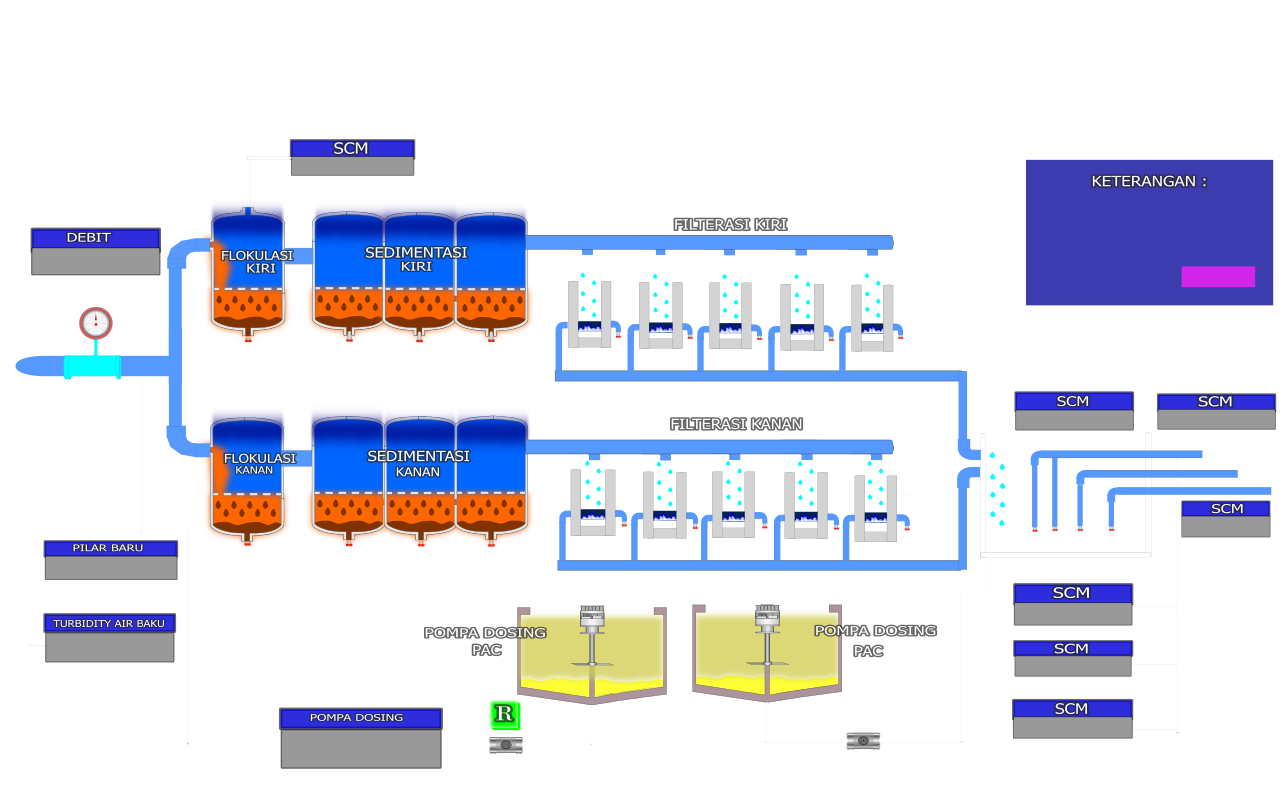 SCM
KETERANGAN :
FILTERASI KIRI
DEBIT
FLOKULASI
KIRI
SEDIMENTASI
KIRI
SCM
SCM
FILTERASI KANAN
FLOKULASI
KANAN
SEDIMENTASI
KANAN
SCM
PILAR BARU
SCM
TURBIDITY AIR BAKU
POMPA DOSING
PAC
POMPA DOSING
PAC
SCM
POMPA DOSING
R
SCM